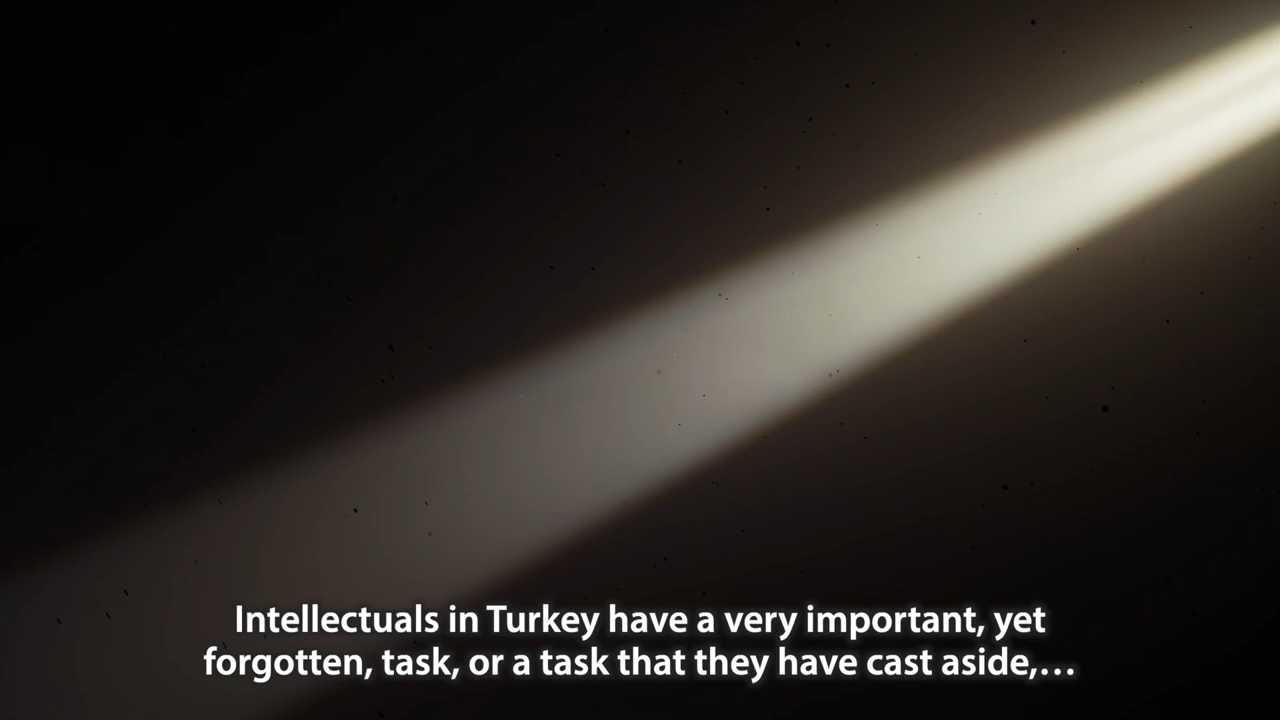 Intellectuals in Turkey have a very important, yet
forgotten, task, or a task that they have cast aside,…